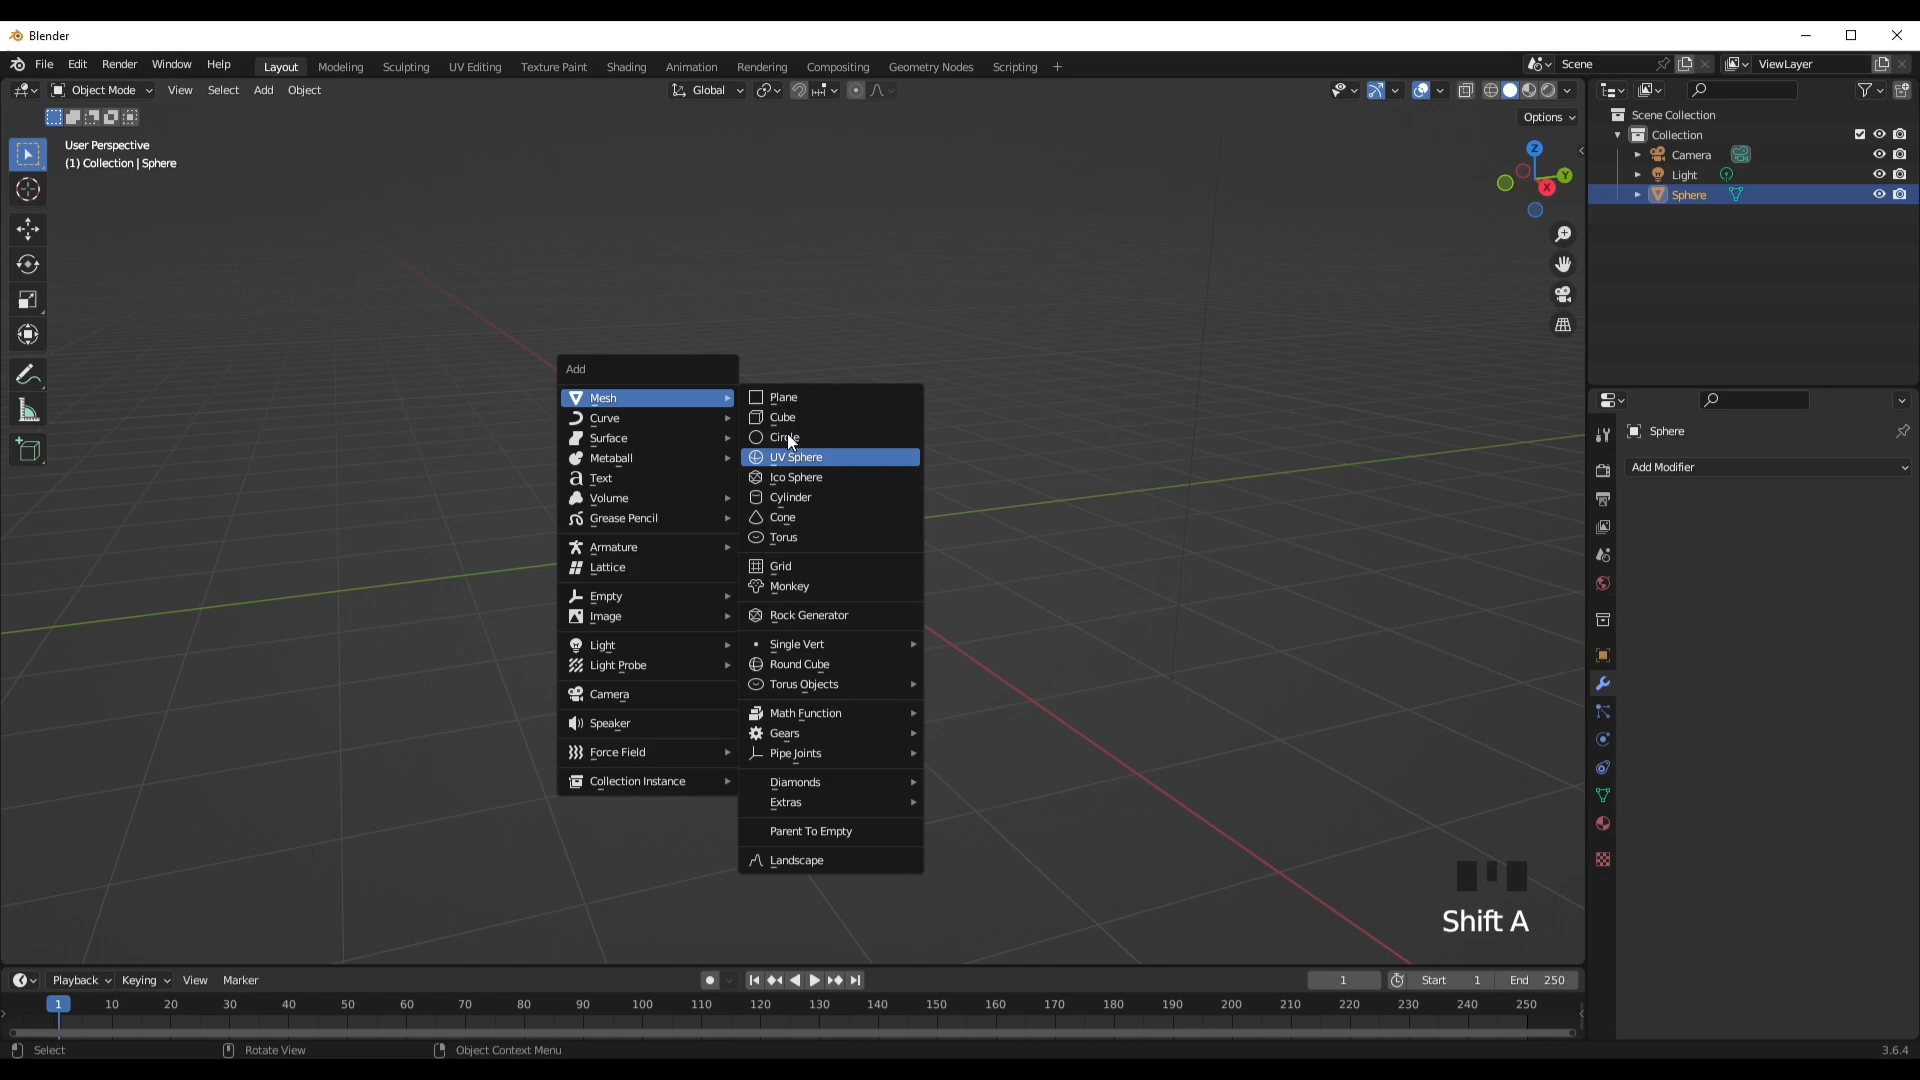 Blender
File Edit Render Window Help Layout Modeling Sculpting UV Editing Texture Paint Shading Animation Rendering Compositing Geometry Nodes Scripting + Scene ViewLayer
Object Mode View Select Add Object Global
Options
User Perspective
(1) Collection | Sphere
Z
Y
X
Scene Collection
Collection
Camera
Light
Sphere
Sphere
Add Modifier
Add
Mesh
Curve
Surface
Metaball
Text
Volume
Grease Pencil
Armature
Lattice
Empty
Image
Light
Light Probe
Camera
Speaker
Force Field
Collection Instance
Plane
Cube
Circle
UV Sphere
Ico Sphere
Cylinder
Cone
Torus
Grid
Monkey
Rock Generator
Single Vert
Round Cube
Torus Objects
Math Function
Gears
Pipe Joints
Diamonds
Extras
Parent To Empty
Landscape
Shift A
Playback Keying View Marker 1 Start 1 End 250
1 10 20 30 40 50 60 70 80 90 100 110 120 130 140 150 160 170 180 190 200 210 220 230 240 250
Select Rotate View Object Context Menu 3.6.4